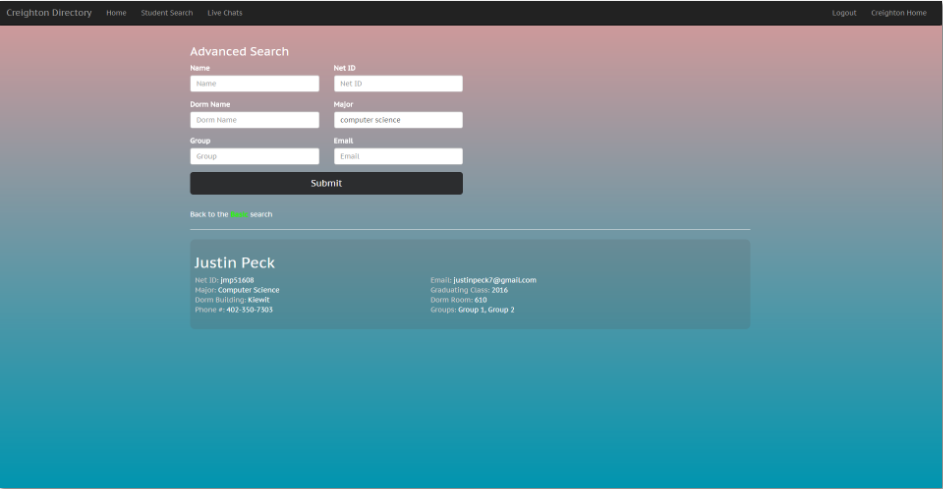 Creighton Directory Home Student Search Live Chats Logout Creighton Home
Advanced Search
Name Net ID
Name Net ID
Dorm Name Major
Dorm Name computer science
Group Email
Group Email
Submit
Back to the search
Justin Peck
Net ID: jmp51608 Email: justinpeck7@gmail.com
Major: Computer Science Graduating Class: 2016
Dorm Building: Kiewit Dorm Room: 610
Phone #: 402-350-7303 Groups: Group 1, Group 2